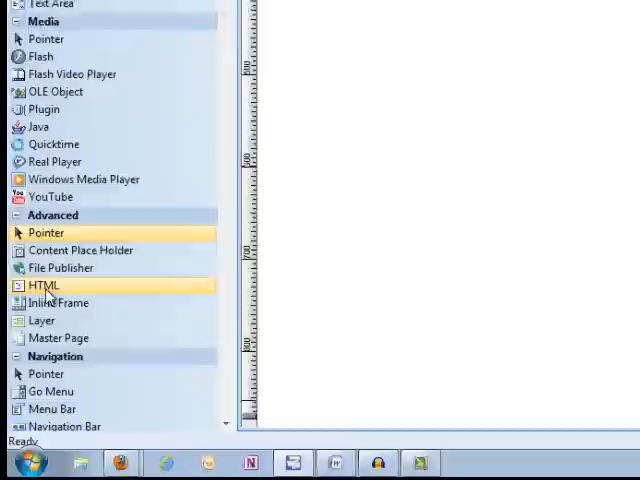 Text Area
Media
Pointer
Flash
Flash Video Player
OLE Object
Plugin
Java
Quicktime
Real Player
Windows Media Player
You Tube YouTube
Advanced
Pointer
Content Place Holder
File Publisher
HTML
Inline Frame
Layer
Master Page
Navigation
Pointer
Go Menu
Menu Bar
Navigation Bar
Ready